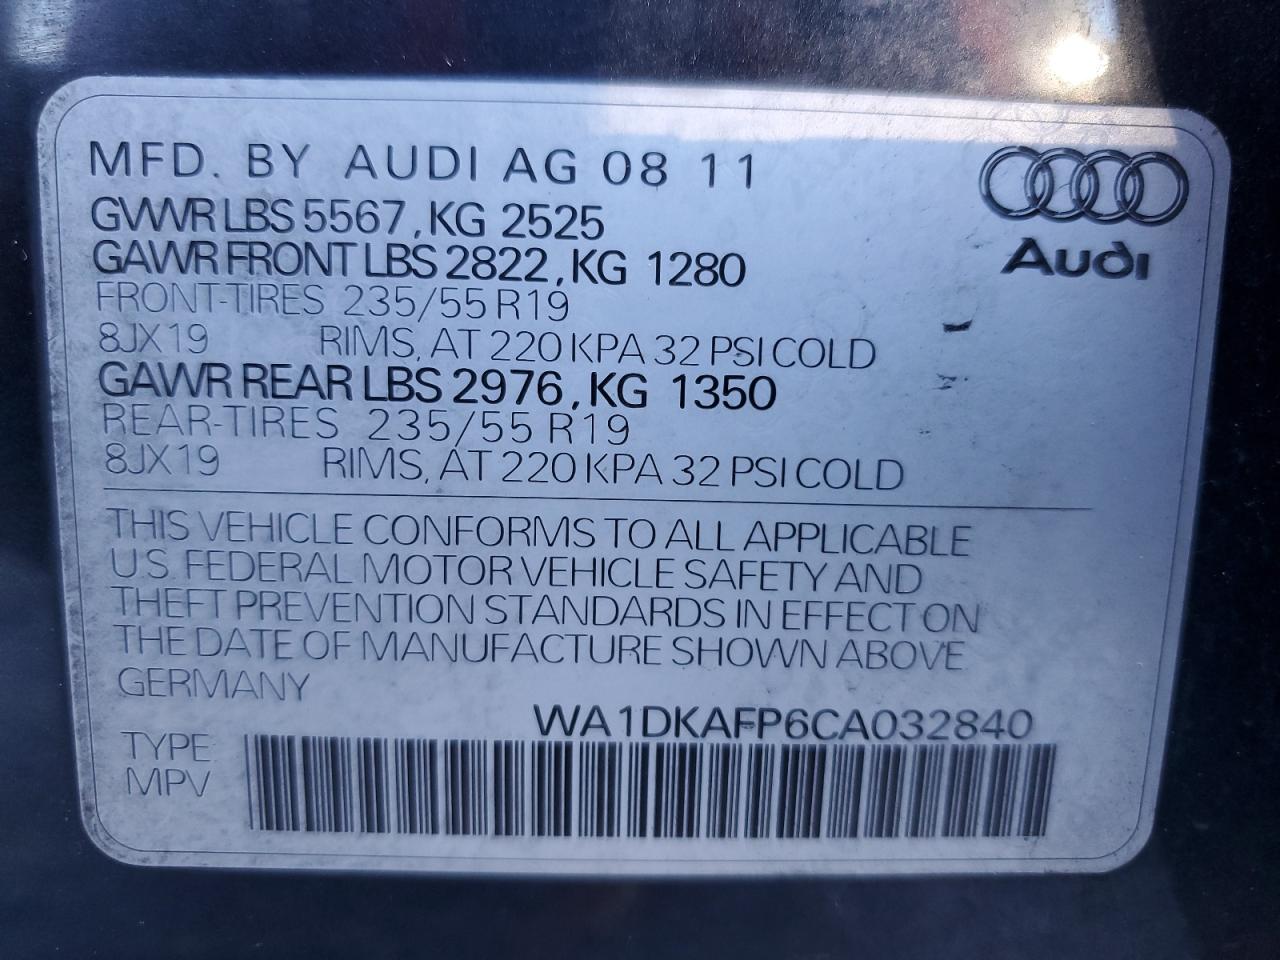 MFD. BY AUDI AG 08 11
GVWR LBS 5567, KG 2525
GAWR FRONT LBS 2822, KG 1280
FRONT-TIRES 235/55 R19
8JX19 RIMS, AT 220 KPA 32 PSI COLD
GAWR REAR LBS 2976, KG 1350
REAR-TIRES 235/55 R19
8JX19 RIMS, AT 220 KPA 32 PSI COLD
Audi
THIS VEHICLE CONFORMS TO ALL APPLICABLE
U.S. FEDERAL MOTOR VEHICLE SAFETY AND
THEFT PREVENTION STANDARDS IN EFFECT ON
THE DATE OF MANUFACTURE SHOWN ABOVE
GERMANY
WA1DKAFP6CA032840
TYPE
MPV